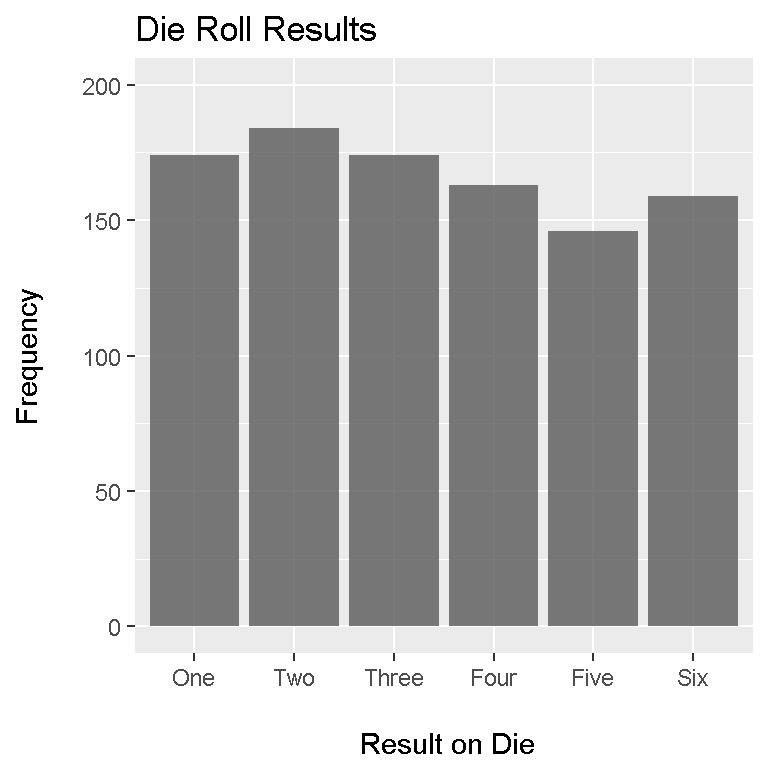 Die Roll Results
200
150
100
50
0
Frequency
One Two Three Four Five Six
Result on Die